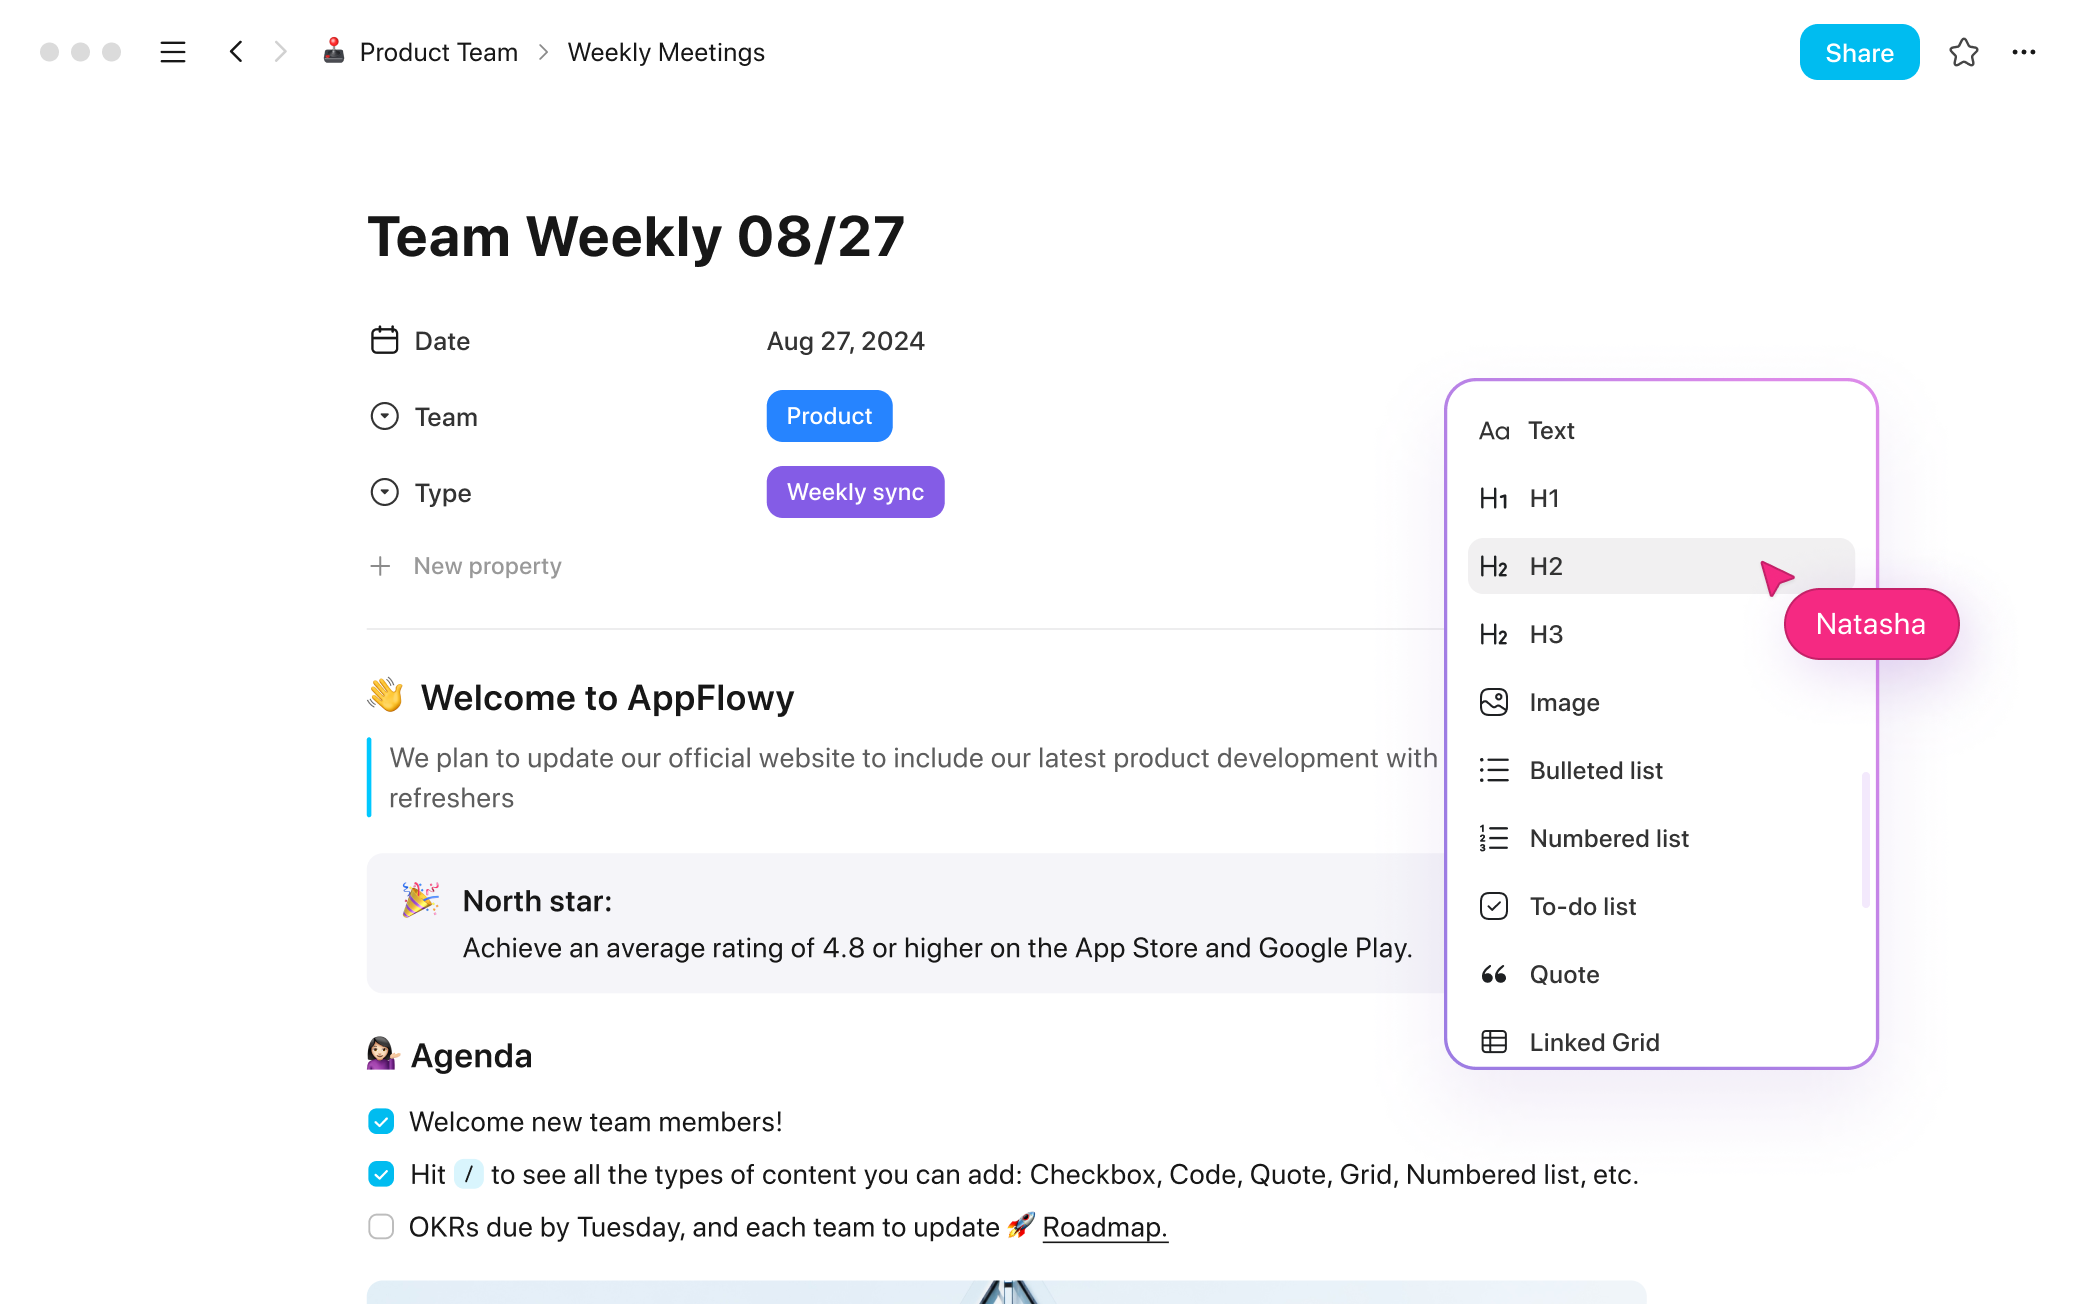 Product Team > Weekly Meetings
Share
Team Weekly 08/27
Date Aug 27, 2024
Team Product
Type Weekly sync
+ New property
👋 Welcome to AppFlowy
We plan to update our official website to include our latest product development with
refreshers
🎉 North star:
Achieve an average rating of 4.8 or higher on the App Store and Google Play.
💁🏻‍♀️ Agenda
Welcome new team members!
Hit / to see all the types of content you can add: Checkbox, Code, Quote, Grid, Numbered list, etc.
OKRs due by Tuesday, and each team to update 🚀 Roadmap.
Aa Text
H1 H1
H2 H2
Natasha
H2 H3
Image
Bulleted list
1 2 3 Numbered list
To-do list
Quote
Linked Grid